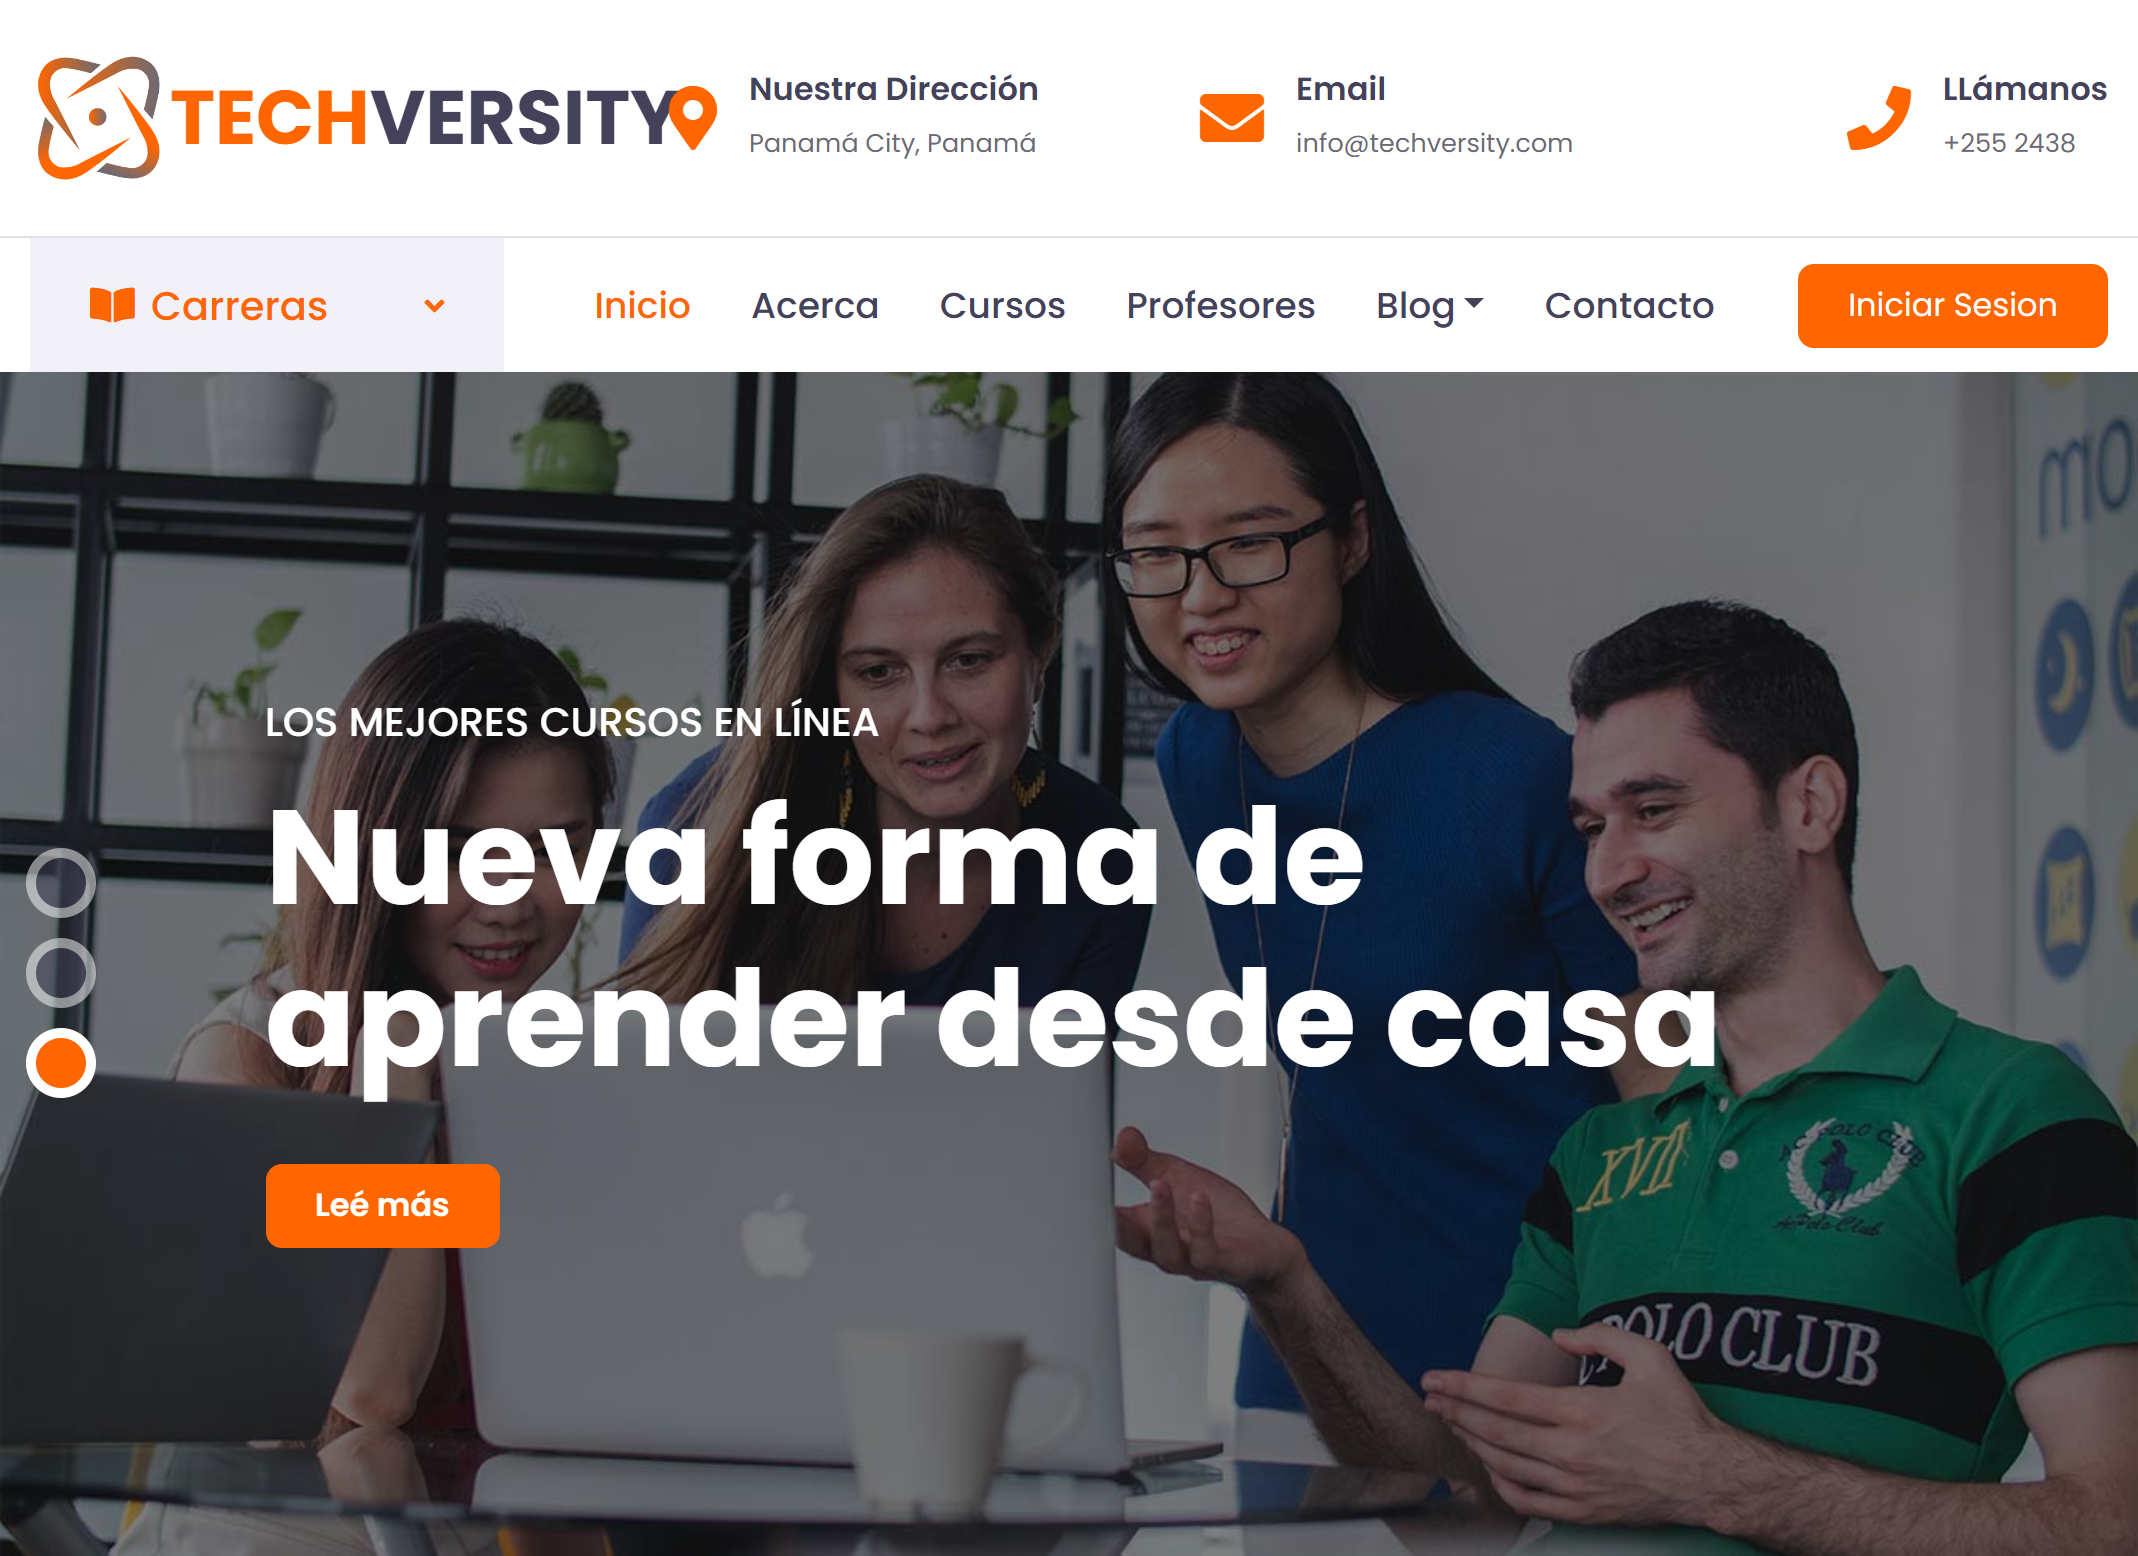 TECHVERSITY
Nuestra Dirección
Panamá City, Panamá
Email
info@techversity.com
LLámanos
+255 2438
Carreras
Inicio
Acerca
Cursos
Profesores
Blog
Contacto
Iniciar Sesion
mo
LOS MEJORES CURSOS EN LÍNEA
Nueva forma de
aprender desde casa
Leé más
XVII
POLO CLUB
POLO CLUB